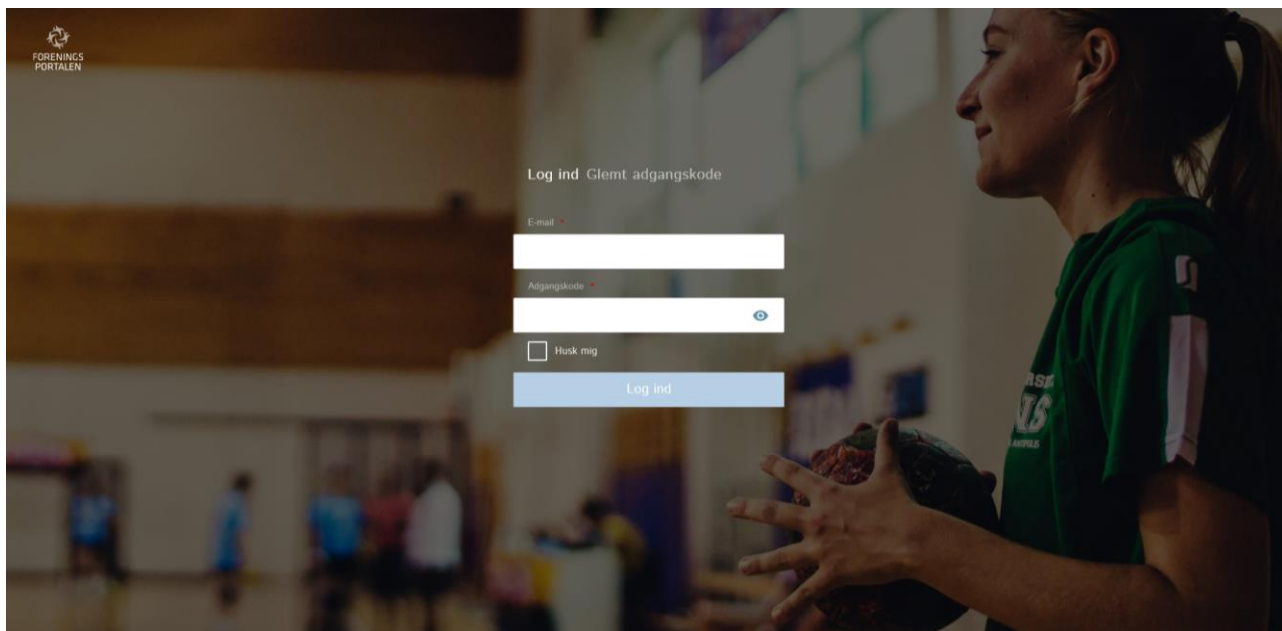 FORENINGS
PORTALEN
Log ind Glemt adgangskode
E-mail *
Adgangskode *
Husk mig
Log ind